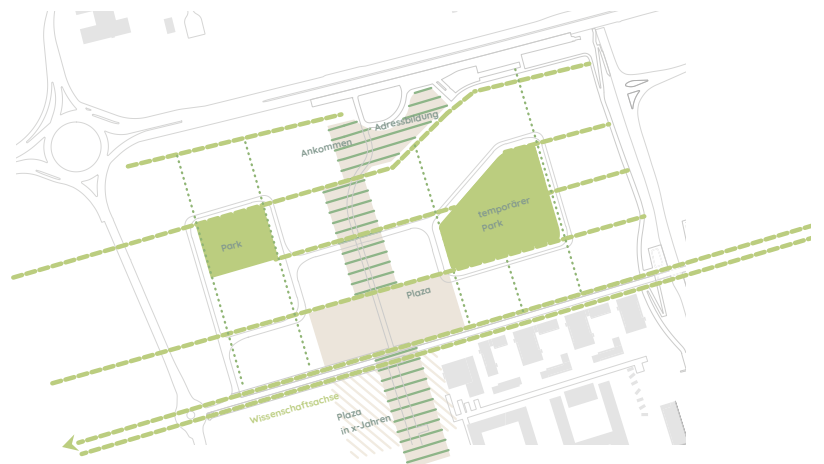 Adressbildung
Ankommen
temporärer
Park
Park
Plaza
Wissenschaftsachse
Plaza
in x-Jahren